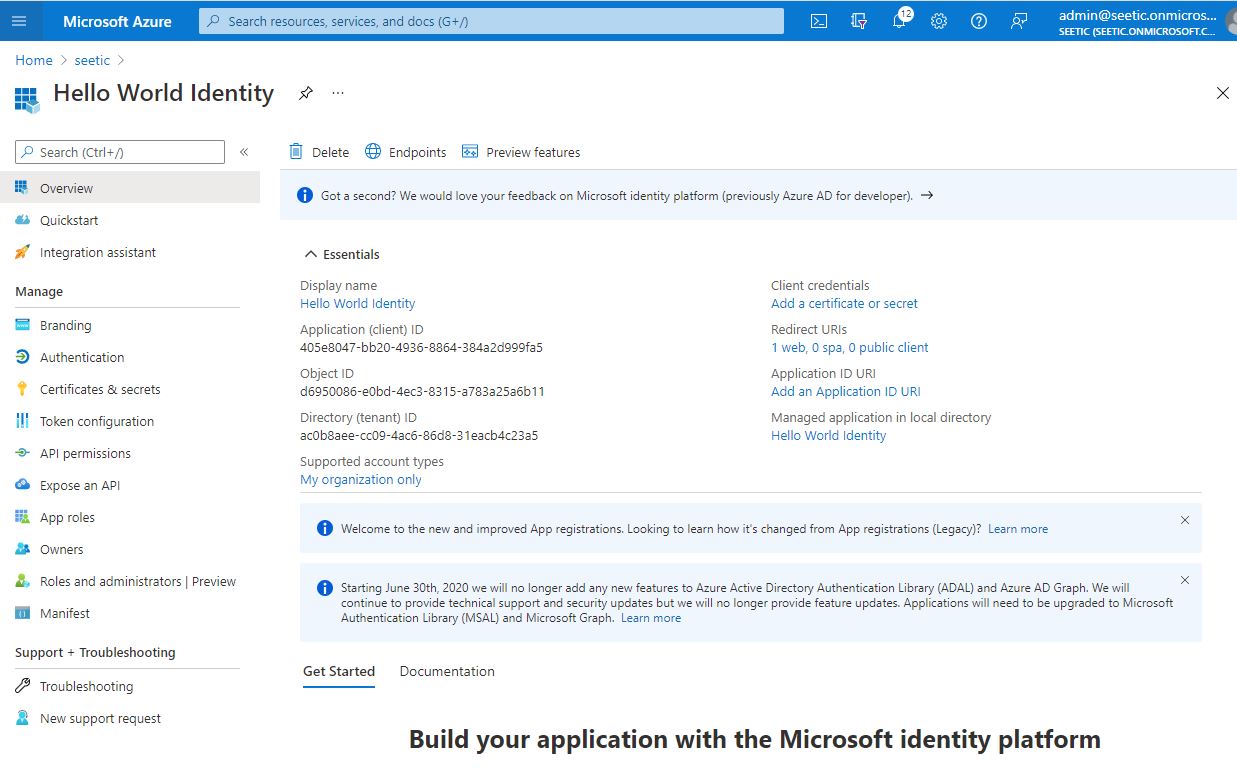 Microsoft Azure
Search resources, services, and docs (G+/)
12
admin@seetic.onmicros...
SEETIC (SEETIC.ONMICROSOFT.C...
Home > seetic >
Hello World Identity
...
Search (Ctrl+/)
«
Overview
Quickstart
Integration assistant
Manage
Branding
Authentication
Certificates & secrets
Token configuration
API permissions
Expose an API
App roles
Owners
Roles and administrators | Preview
Manifest
Support + Troubleshooting
Troubleshooting
New support request
Delete Endpoints Preview features
Got a second? We would love your feedback on Microsoft identity platform (previously Azure AD for developer). →
Essentials
Display name
Hello World Identity
Application (client) ID
405e8047-bb20-4936-8864-384a2d999fa5
Object ID
d6950086-e0bd-4ec3-8315-a783a25a6b11
Directory (tenant) ID
ac0b8aee-cc09-4ac6-86d8-31eacb4c23a5
Supported account types
My organization only
Client credentials
Add a certificate or secret
Redirect URIs
1 web, 0 spa, 0 public client
Application ID URI
Add an Application ID URI
Managed application in local directory
Hello World Identity
Welcome to the new and improved App registrations. Looking to learn how it's changed from App registrations (Legacy)? Learn more
Starting June 30th, 2020 we will no longer add any new features to Azure Active Directory Authentication Library (ADAL) and Azure AD Graph. We will
continue to provide technical support and security updates but we will no longer provide feature updates. Applications will need to be upgraded to Microsoft
Authentication Library (MSAL) and Microsoft Graph. Learn more
Get Started Documentation
Build your application with the Microsoft identity platform